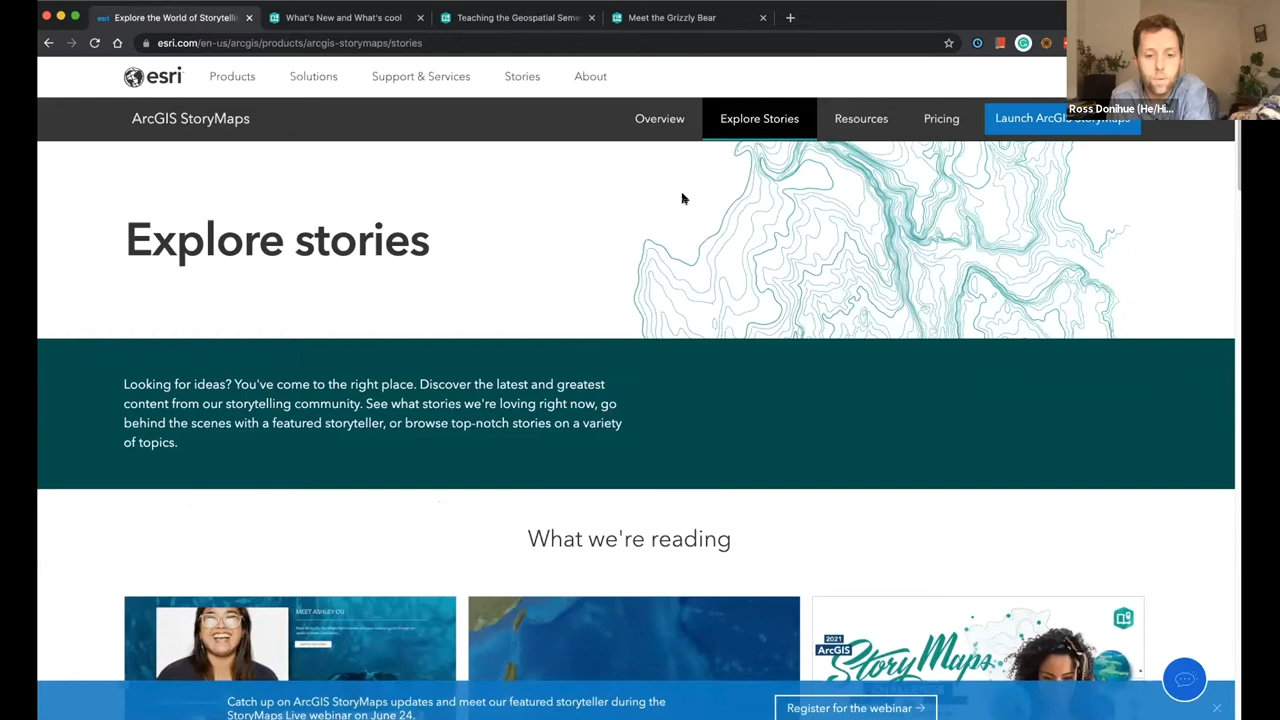 Explore the World of Storytelli
What's New and What's cool
Teaching the Geospatial Seme
Meet the Grizzly Bear
esri.com/en-us/arcgis/products/arcgis-storymaps/stories
Ross Donihue (He/Hi...
esri
Products
Solutions
Support & Services
Stories
About
ArcGIS StoryMaps
Overview
Explore Stories
Resources
Pricing
Launch ArcGIS StoryMaps
Explore stories
Looking for ideas? You've come to the right place. Discover the latest and greatest
content from our storytelling community. See what stories we're loving right now, go
behind the scenes with a featured storyteller, or browse top-notch stories on a variety
of topics.
What we're reading
MEET ASHLEY DU
2021
ArcGIS
StoryMaps
Catch up on ArcGIS StoryMaps updates and meet our featured storyteller during the
StoryMaps Live webinar on June 24.
Register for the webinar →